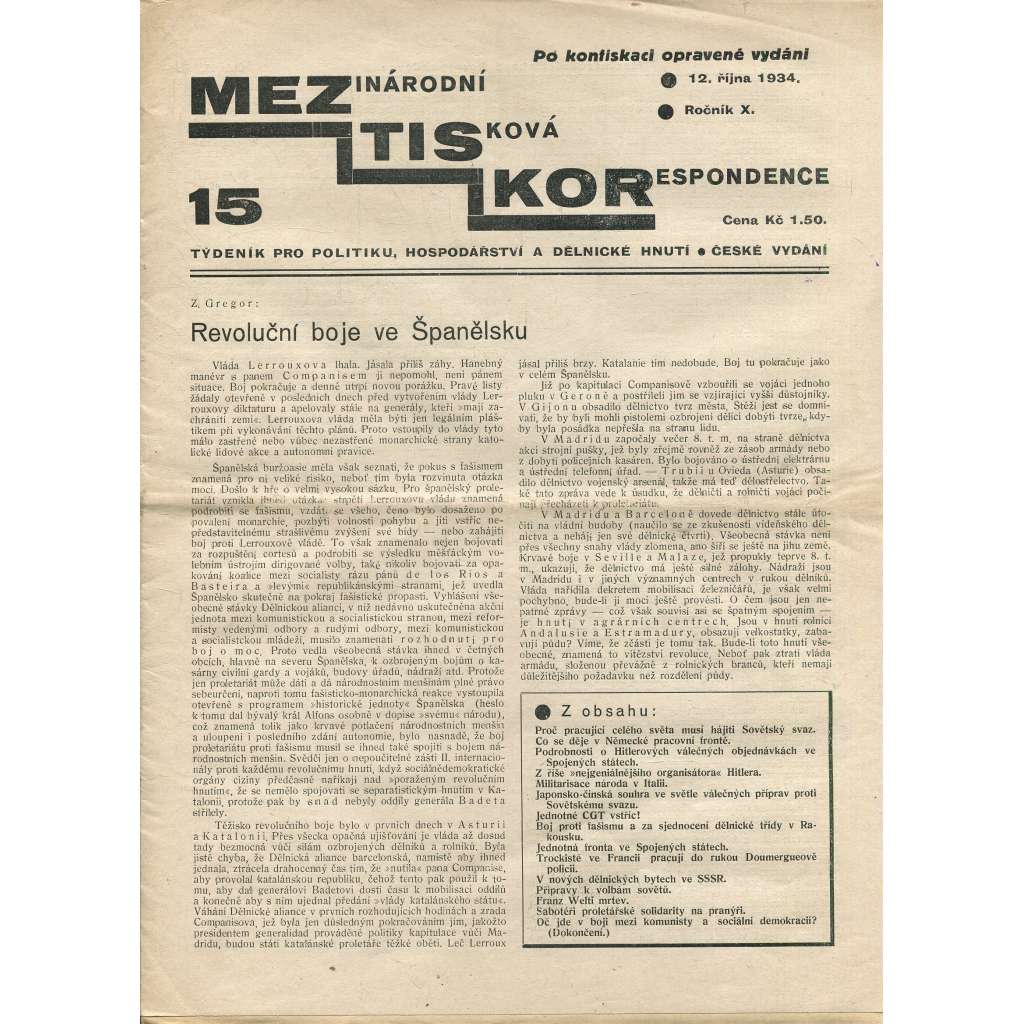 Po konfiskaci opravené vydání
MEZINÁRODNÍ
● 12. října 1934.
TISKOVÁ
● Ročník X.
KORESPONDENCE
15
Cena Kč 1.50.
TÝDENÍK PRO POLITIKU, HOSPODÁŘSTVÍ A DĚLNICKÉ HNUTÍ ● ČESKÉ VYDÁNÍ
Z. Gregor:
Revoluční boje ve Španělsku
Vláda Lerrouxova lhala. Jásala příliš záhy. Hanebný
manévr s panem Companisem jí nepomohl, není pánem
situace. Boj pokračuje a denně utrpí novou porážku. Pravé listy
žádaly otevřeně v posledních dnech před vytvořením vlády Ler-
rouxovy diktaturu a apelovaly stále na generály, kteří »mají za-
chrániti zemi«. Lerrouxova vláda měla býti jen legálním pláš-
tíkem při vykonávání těchto plánů. Proto vstoupily do vlády tyto
málo zastřené nebo vůbec nezastřené monarchické strany kato-
lické lidové akce a autonomní pravice.
Španělská buržoasie měla však seznati, že pokus s fašismem
znamená pro ni veliké risiko, neboť tím byla rozvinuta otázka
moci. Došlo k hře o velmi vysokou sázku. Pro španělský prole-
tariát vznikla ihned otázka: strpěti Lerrouxovu vládu znamená
podrobiti se fašismu, vzdáti se všeho, čeho bylo dosaženo po
povalení monarchie, pozbýti volnosti pohybu a jíti vstříc ne-
představitelnému strašlivému zvýšení své bídy — nebo zahájiti
boj proti Lerrouxově vládě. To však znamenalo nejen bojovati
za rozpuštění cortesů a podrobiti se výsledku měšťáckým vo-
lebním ústrojím dirigované volby, také nikoliv bojovati za opa-
kování koalice mezi socialisty rázu pánů de los Rios a
Basteira a »levými« republikánskými stranami, jež uvedla
Španělsko skutečně na pokraj fašistické propasti. Vyhlášení vše-
obecné stávky Dělnickou aliancí, v níž nedávno uskutečněna akční
jednota mezi komunistickou a socialistickou stranou, mezi refor-
misty vedenými odbory a rudými odbory, mezi komunistickou
a socialistckou mládeží, musilo znamenati rozhodnutí pro
boj o moc. Proto vedla všeobecná stávka ihned v četných
obcích, hlavně na severu Španělska, k ozbrojeným bojům o ka-
sárny civilní gardy a vojáků, budovy úřadů, nádraží atd. Protože
jen proletariát může dáti a dá národnostním menšinám plné právo
sebeurčení, naproti tomu fašisticko-monarchická reakce vystoupila
otevřeně s programem »historické jednoty« Španělska (heslo
k tomu dal bývalý král Alfons osobně v dopise »svému« národu),
což znamená tolik jako krvavé potlačení národnostních menšin
a uloupení i posledního zdání autonomie, bylo nasnadě, že boj
proletariátu proti fašismu musil se ihned také spojiti s bojem ná-
rodnostních menšin. Svědčí jen o nepoučitelné zášti II. internacio-
nály proti každému revolučnímu hnutí, když sociálnědemokratické
orgány ciziny předčasně naříkají nad »poraženým revolučním
hnutím«, že se nemělo spojovati se separatistickým hnutím v Ka-
talonii, protože pak by snad nebyly oddíly generála Badeta
střílely.
Těžisko revolučního boje bylo v prvních dnech v Asturii
a Katalonii. Přes všecka opačná ujišťování je vláda až dosud
tady bezmocná vůči silám ozbrojených dělníků a rolníků. Byla
jistě chyba, že Dělnická aliance barcelonská, namístě aby ihned
jednala, ztrácela drahocenný čas tím, že »nutila« pana Companise,
aby provolal katalánskou republiku, čehož tento pak použil k to-
mu, aby dal generálovi Badetovi dosti času k mobilisaci oddílů
a konečně aby s ním ujednal předání »vlády katalánského státu«.
Váhání Dělnické aliance v prvních rozhodujících hodinách a zrada
Companisova, jež byla jen důsledným pokračováním jím, jakožto
presidentem generalidad prováděné politiky kapitulace vůči Ma-
dridu, budou státi katalánské proletáře těžké oběti. Leč Lerroux
jásal příliš brzy. Katalanie tím nedobude. Boj tu pokračuje jako
v celém Španělsku.
Již po kapitulaci Companisově vzbouřili se vojáci jednoho
pluku v Geroně a postříleli jim se vzjírající vyšší důstojníky.
V Gijonu obsadilo dělnictvo tvrz města. Stěží jest se domní-
vati, že by byli mohli pistolemi ozbrojení dělíci dobýti tvrze, kdy-
by byla posádka nepřešla na stranu lidu.
V Madridu započaly večer 8. t. m. na straně dělnictva
akci strojní pušky, jež byly zřejmě rovněž ze zásob armády nebo
z dobytí policejních kasáren. Bylo bojováno o ústřední elektrárnu
a ústřední telefonní úřad. — Trubii u Ovieda (Asturie) obsa-
dilo dělnictvo vojenský arsenál, takže má teď dělostřelectvo. Ta-
ké tato zpráva vede k úsudku, že dělničtí a rolničtí vojáci počí-
nají přecházeti k proletariátu.
V Madridu a Barceloně dovede dělnictvo stále úto-
čiti na vládní budovy (naučilo se ze zkušeností vídeňského děl-
nictva a nehájí jen své dělnické čtvrti), Všeobecná stávka není
přes všechny snahy vlády zlomena, ano šíří se ještě na jihu země.
Krvavé boje v Seville a Malaze, jež propukly teprve 8. t.
m., ukazují, že dělnictvo má ještě silné zálohy. Nádraží jsou
v Madridu i v jiných významných centrech v rukou dělníků.
Vláda nařídila dekretem mobilisaci železničářů, je však velmi
pochybno, bude-li jí moci ještě provésti. O čem jsou jen ne-
patrné zprávy — což však souvisí asi se špatným spojením —
je hnutí v agrárních centrech. Jsou v hnutí rolníci
Andalusie a Estramadury, obsazují velkostatky, zaba-
vují půdu? Víme, že zčásti je tomu tak. Bude-li toto hnutí vše-
obecné, znamená to vítězství revoluce. Neboť pak ztratí vláda
armádu, složenou převážně z rolnických branců, kteří nemají
důležitějšího požadavku než rozdělení půdy.
● Z obsahu:
Proč pracující celého světa musí hájiti Sovětský svaz.
Co se děje v Německé pracovní frontě.
Podrobnosti o Hitlerových válečných objednávkách ve
Spojených státech.
Z říše »nejgeniálnějšího organisátora« Hitlera.
Militarisace národa v Italii.
Japonsko-čínská souhra ve světle válečných příprav proti
Sovětskému svazu.
Jednotné CGT vstříc!
Boj proti fašismu a za sjednocení dělnické třídy v Ra-
kousku.
Jednotná fronta ve Spojených státech.
Trockisté ve Francii pracují do rukou Doumergueově
policii.
V nových dělnických bytech ve SSSR.
Přípravy k volbám sovětů.
Franz Welti mrtev.
Sabotéři proletářské solidarity na pranýři.
Oč jde v boji mezi komunisty a sociální demokracií?
(Dokončení.)